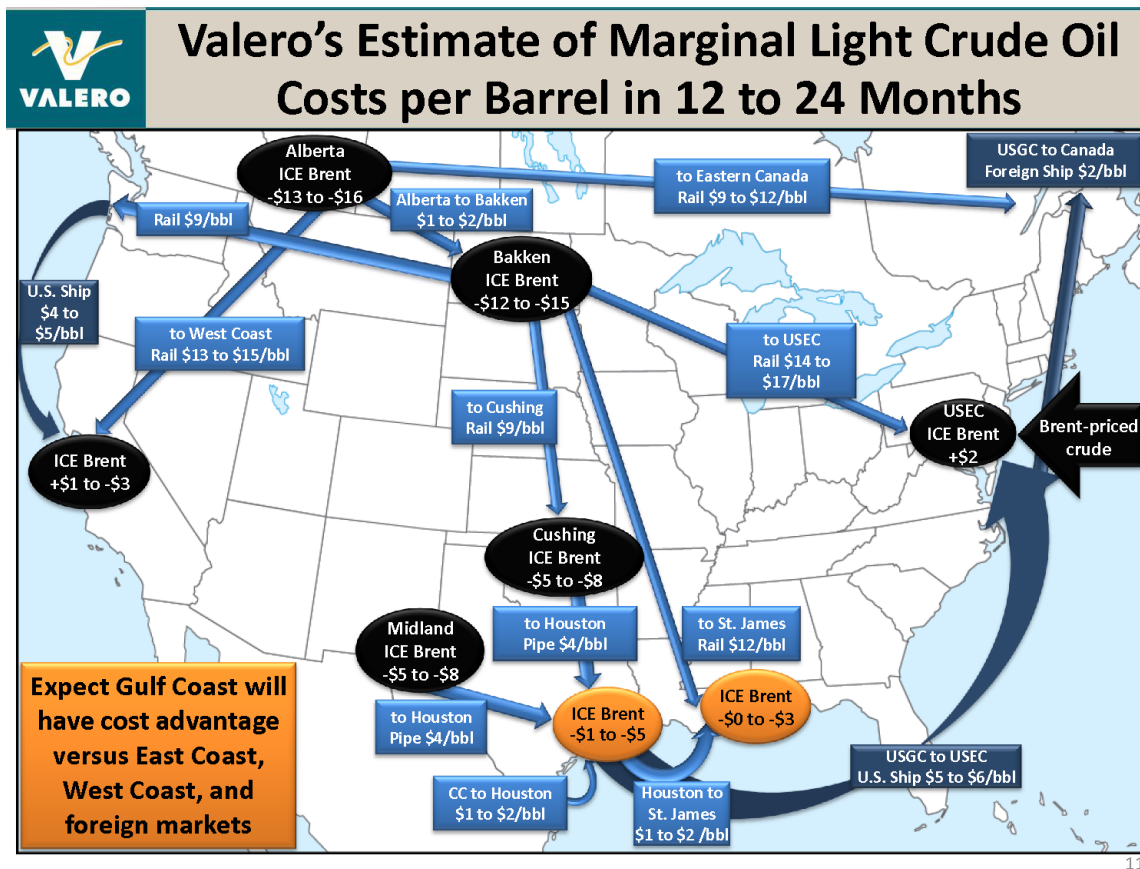 VALERO
Valero's Estimate of Marginal Light Crude Oil
Costs per Barrel in 12 to 24 Months
Alberta
ICE Brent
-$13 to -$16
to Eastern Canada
Rail $9 to $12/bbl
USGC to Canada
Foreign Ship $2/bbl
Rail $9/bbl
Alberta to Bakken
$1 to $2/bbl
Bakken
ICE Brent
-$12 to -$15
U.S. Ship
$4 to
$5/bbl
to West Coast
Rail $13 to $15/bbl
to USEC
Rail $14 to
$17/bbl
to Cushing
Rail $9/bbl
USEC
ICE Brent
+$2
Brent-priced
crude
ICE Brent
+$1 to -$3
Cushing
ICE Brent
-$5 to -$8
Midland
ICE Brent
-$5 to -$8
to Houston
Pipe $4/bbl
to St. James
Rail $12/bbl
Expect Gulf Coast will
have cost advantage
versus East Coast,
West Coast, and
foreign markets
to Houston
Pipe $4/bbl
ICE Brent
-$1 to -$5
ICE Brent
-$0 to -$3
CC to Houston
$1 to $2/bbl
Houston to
St. James
$1 to $2 /bbl
USGC to USEC
U.S. Ship $5 to $6/bbl
11